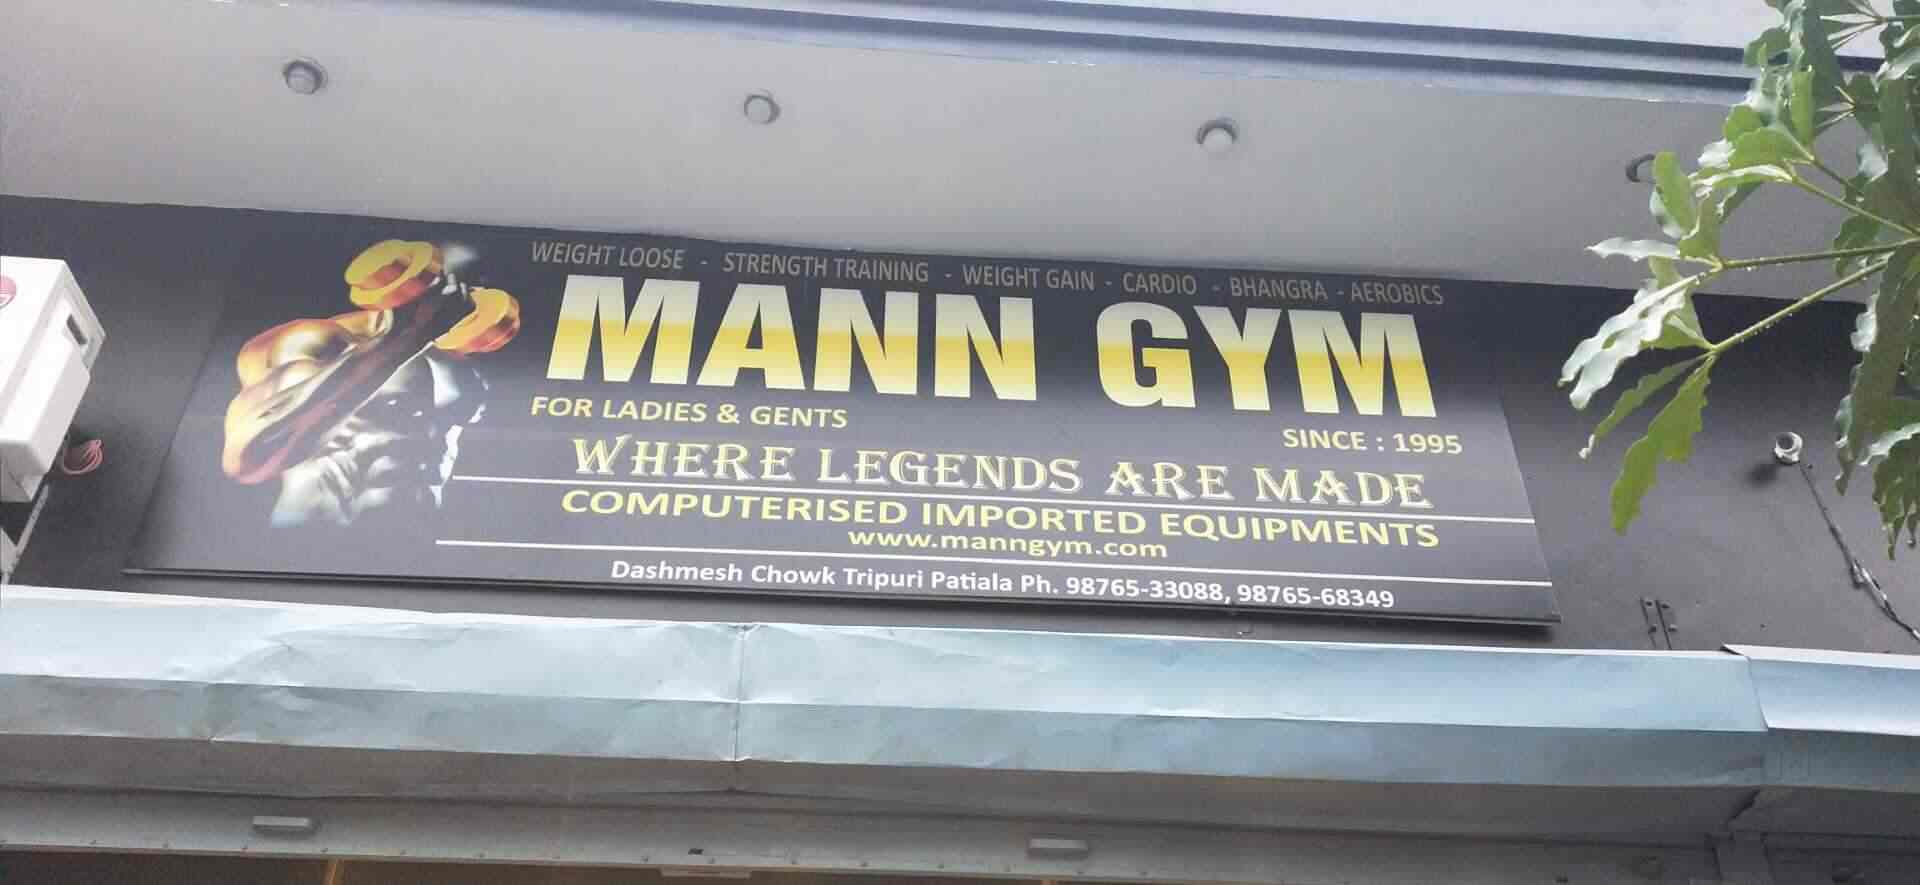 WEIGHT LOOSE - STRENGTH TRAINING - WEIGHT GAIN - CARDIO - BHANGRA - AEROBICS
MANN GYM
FOR LADIES & GENTS
SINCE : 1995
WHERE LEGENDS ARE MADE
COMPUTERISED IMPORTED EQUIPMENTS
www.manngym.com
Dashmesh Chowk Tripuri Patiala Ph. 98765-33088, 98765-68349